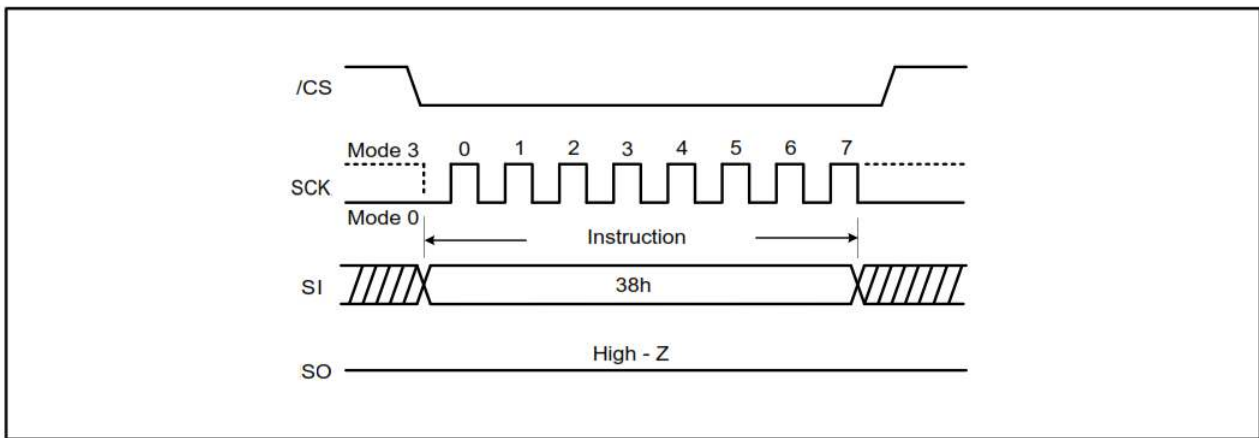 /CS
Mode 3 0 1 2 3 4 5 6 7
SCK
Mode 0
Instruction
SI 38h
High - Z
SO